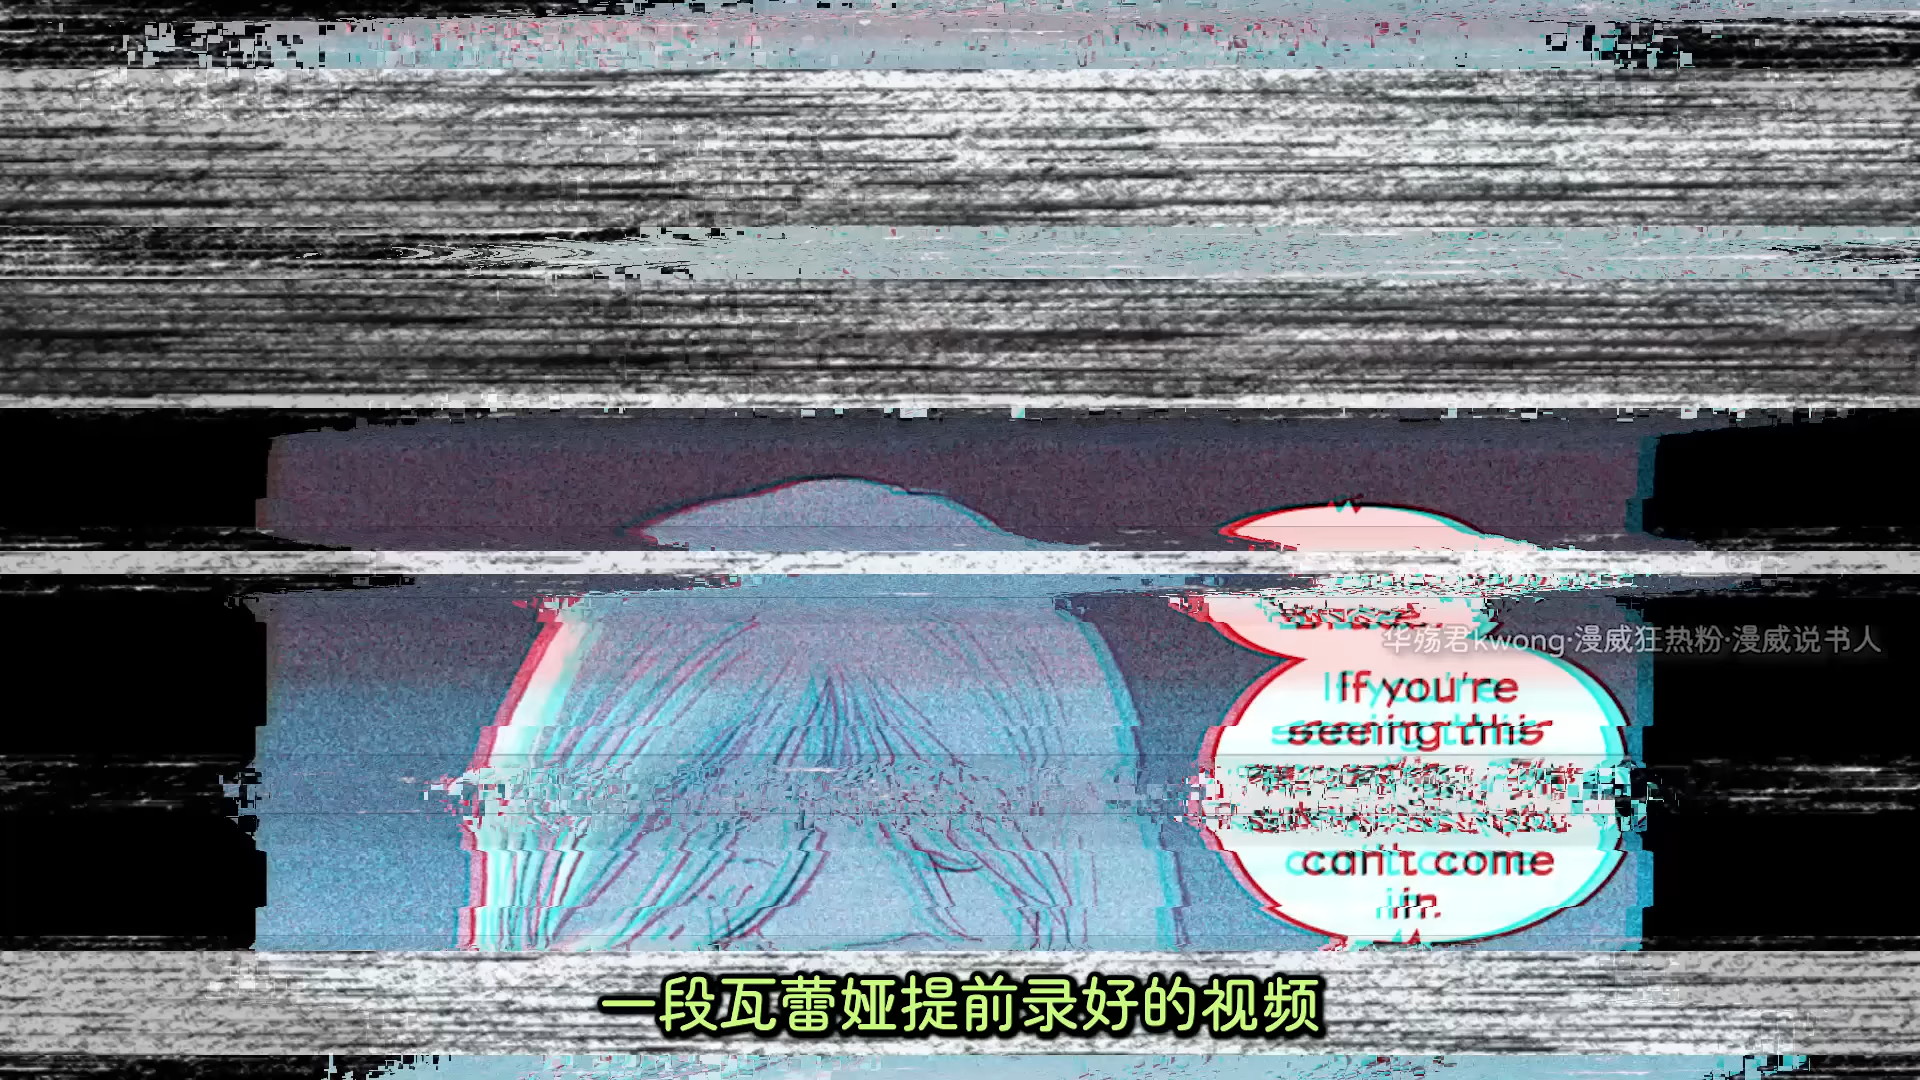 华殇君kwong·漫威狂热粉·漫威说书人
If you're
seeing this
can't come
in.
一段瓦蕾娅提前录好的视频